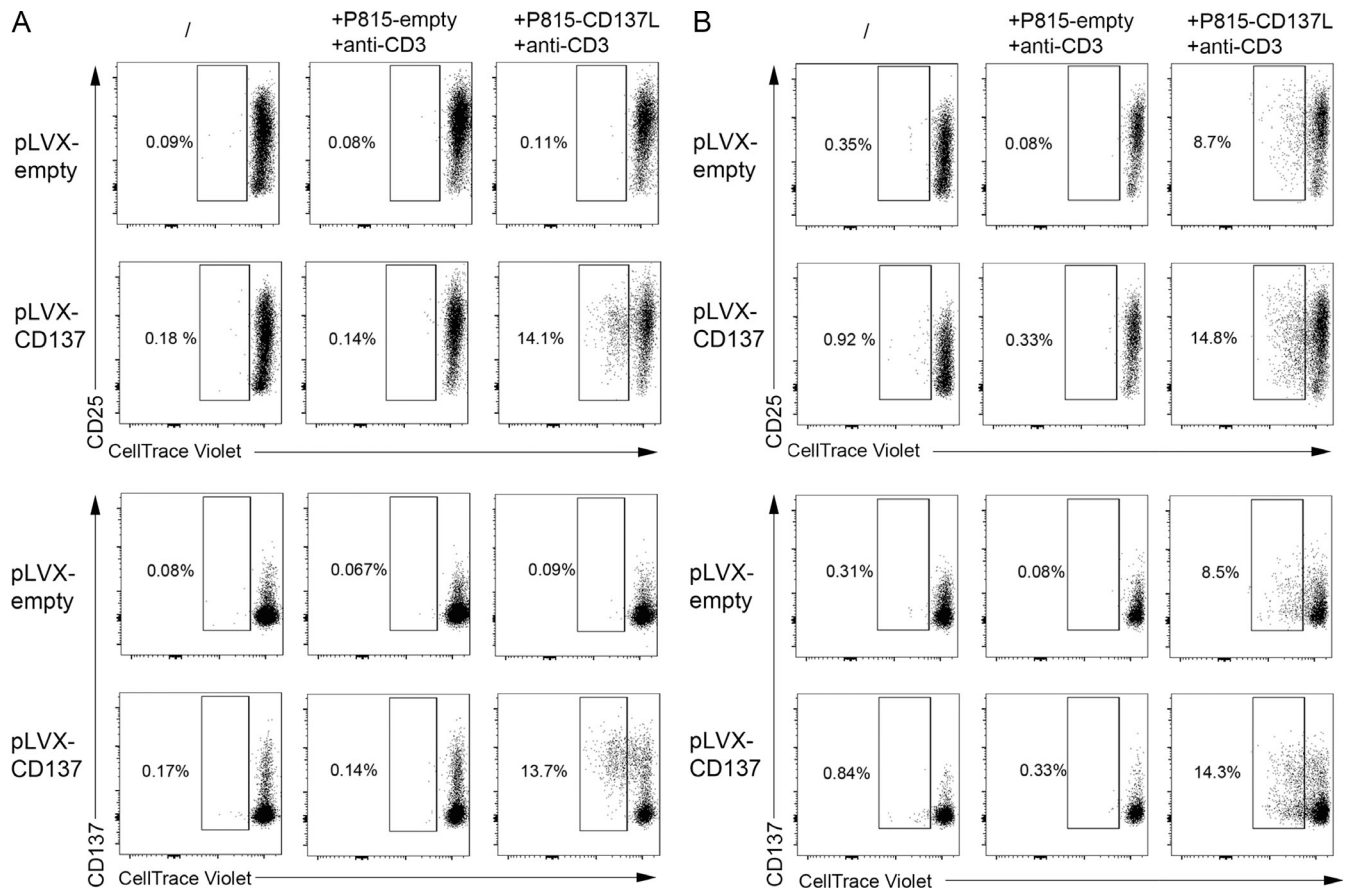 A
/
+P815-empty
+anti-CD3
+P815-CD137L
+anti-CD3
pLVX-
empty
0.09%
0.08%
0.11%
pLVX-
CD137
0.18 %
0.14%
14.1%
CD25
CellTrace Violet
pLVX-
empty
0.08%
0.067%
0.09%
pLVX-
CD137
0.17%
0.14%
13.7%
CD137
CellTrace Violet
B
/
+P815-empty
+anti-CD3
+P815-CD137L
+anti-CD3
pLVX-
empty
0.35%
0.08%
8.7%
pLVX-
CD137
0.92 %
0.33%
14.8%
CD25
CellTrace Violet
pLVX-
empty
0.31%
0.08%
8.5%
pLVX-
CD137
0.84%
0.33%
14.3%
CD137
CellTrace Violet